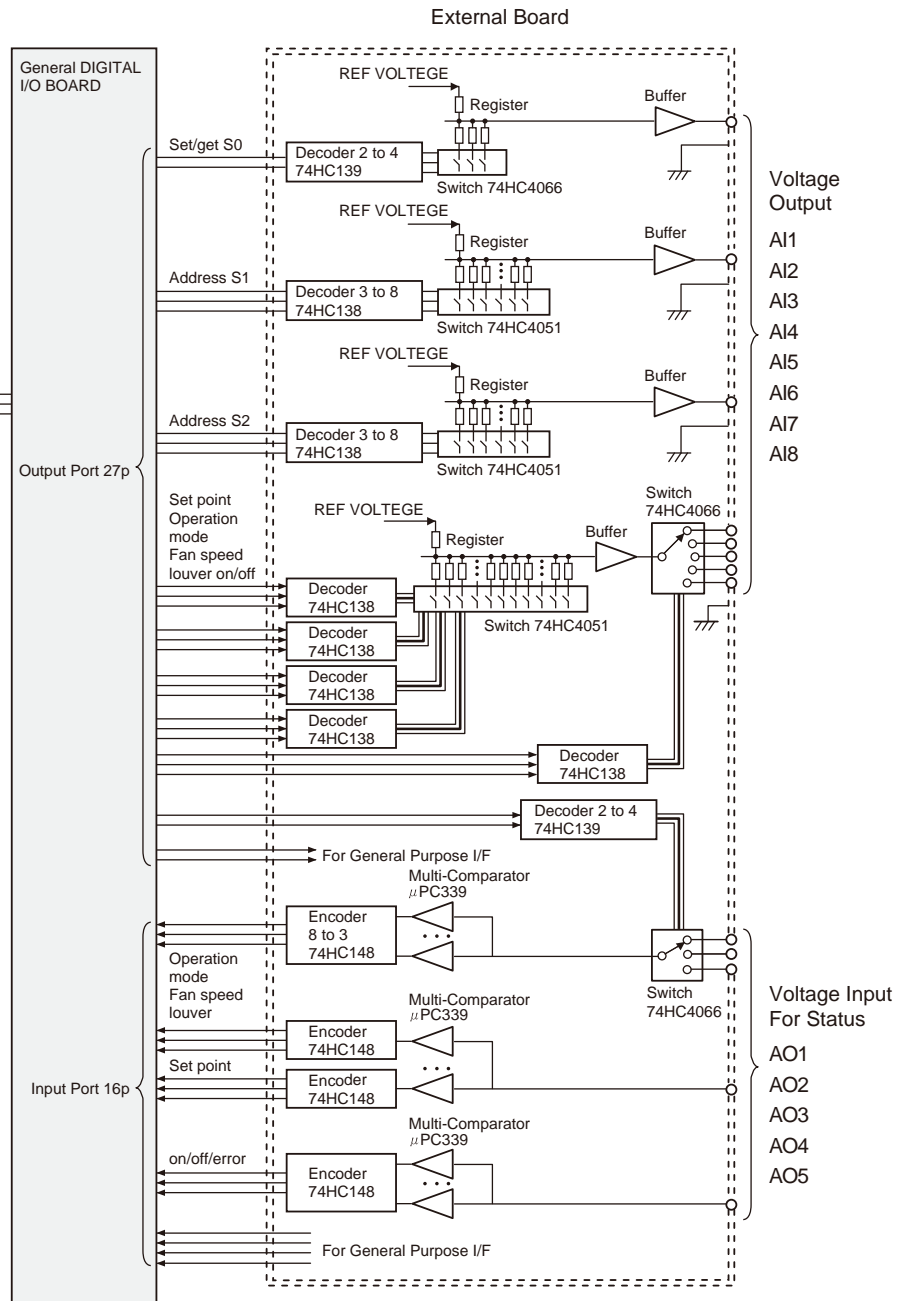 External Board
General DIGITAL
I/O BOARD
REF VOLTEGE
Register
Buffer
Set/get S0
Decoder 2 to 4
74HC139
Switch 74HC4066
REF VOLTEGE
Register
Buffer
Address S1
Decoder 3 to 8
74HC138
Switch 74HC4051
REF VOLTEGE
Register
Buffer
Address S2
Decoder 3 to 8
74HC138
Switch 74HC4051
Voltage
Output
AI1
AI2
AI3
AI4
AI5
AI6
AI7
AI8
Output Port 27p
Set point
Operation
mode
Fan speed
louver on/off
REF VOLTEGE
Register
Buffer
Switch
74HC4066
Decoder
74HC138
Switch 74HC4051
Decoder
74HC138
Decoder
74HC138
Decoder
74HC138
Decoder
74HC138
Decoder 2 to 4
74HC139
For General Purpose I/F
Multi-Comparator
μPC339
Encoder
8 to 3
74HC148
Switch
74HC4066
Operation
mode
Fan speed
louver
Multi-Comparator
μPC339
Encoder
74HC148
Set point
Encoder
74HC148
Input Port 16p
Multi-Comparator
μPC339
on/off/error
Encoder
74HC148
For General Purpose I/F
Voltage Input
For Status
AO1
AO2
AO3
AO4
AO5